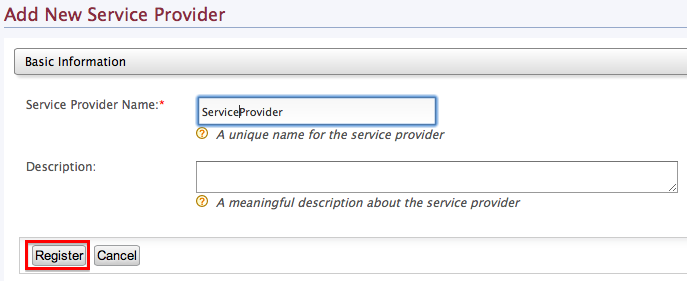 Add New Service Provider
Basic Information
Service Provider Name:*
ServiceProvider
? A unique name for the service provider
Description:
? A meaningful description about the service provider
Register Cancel